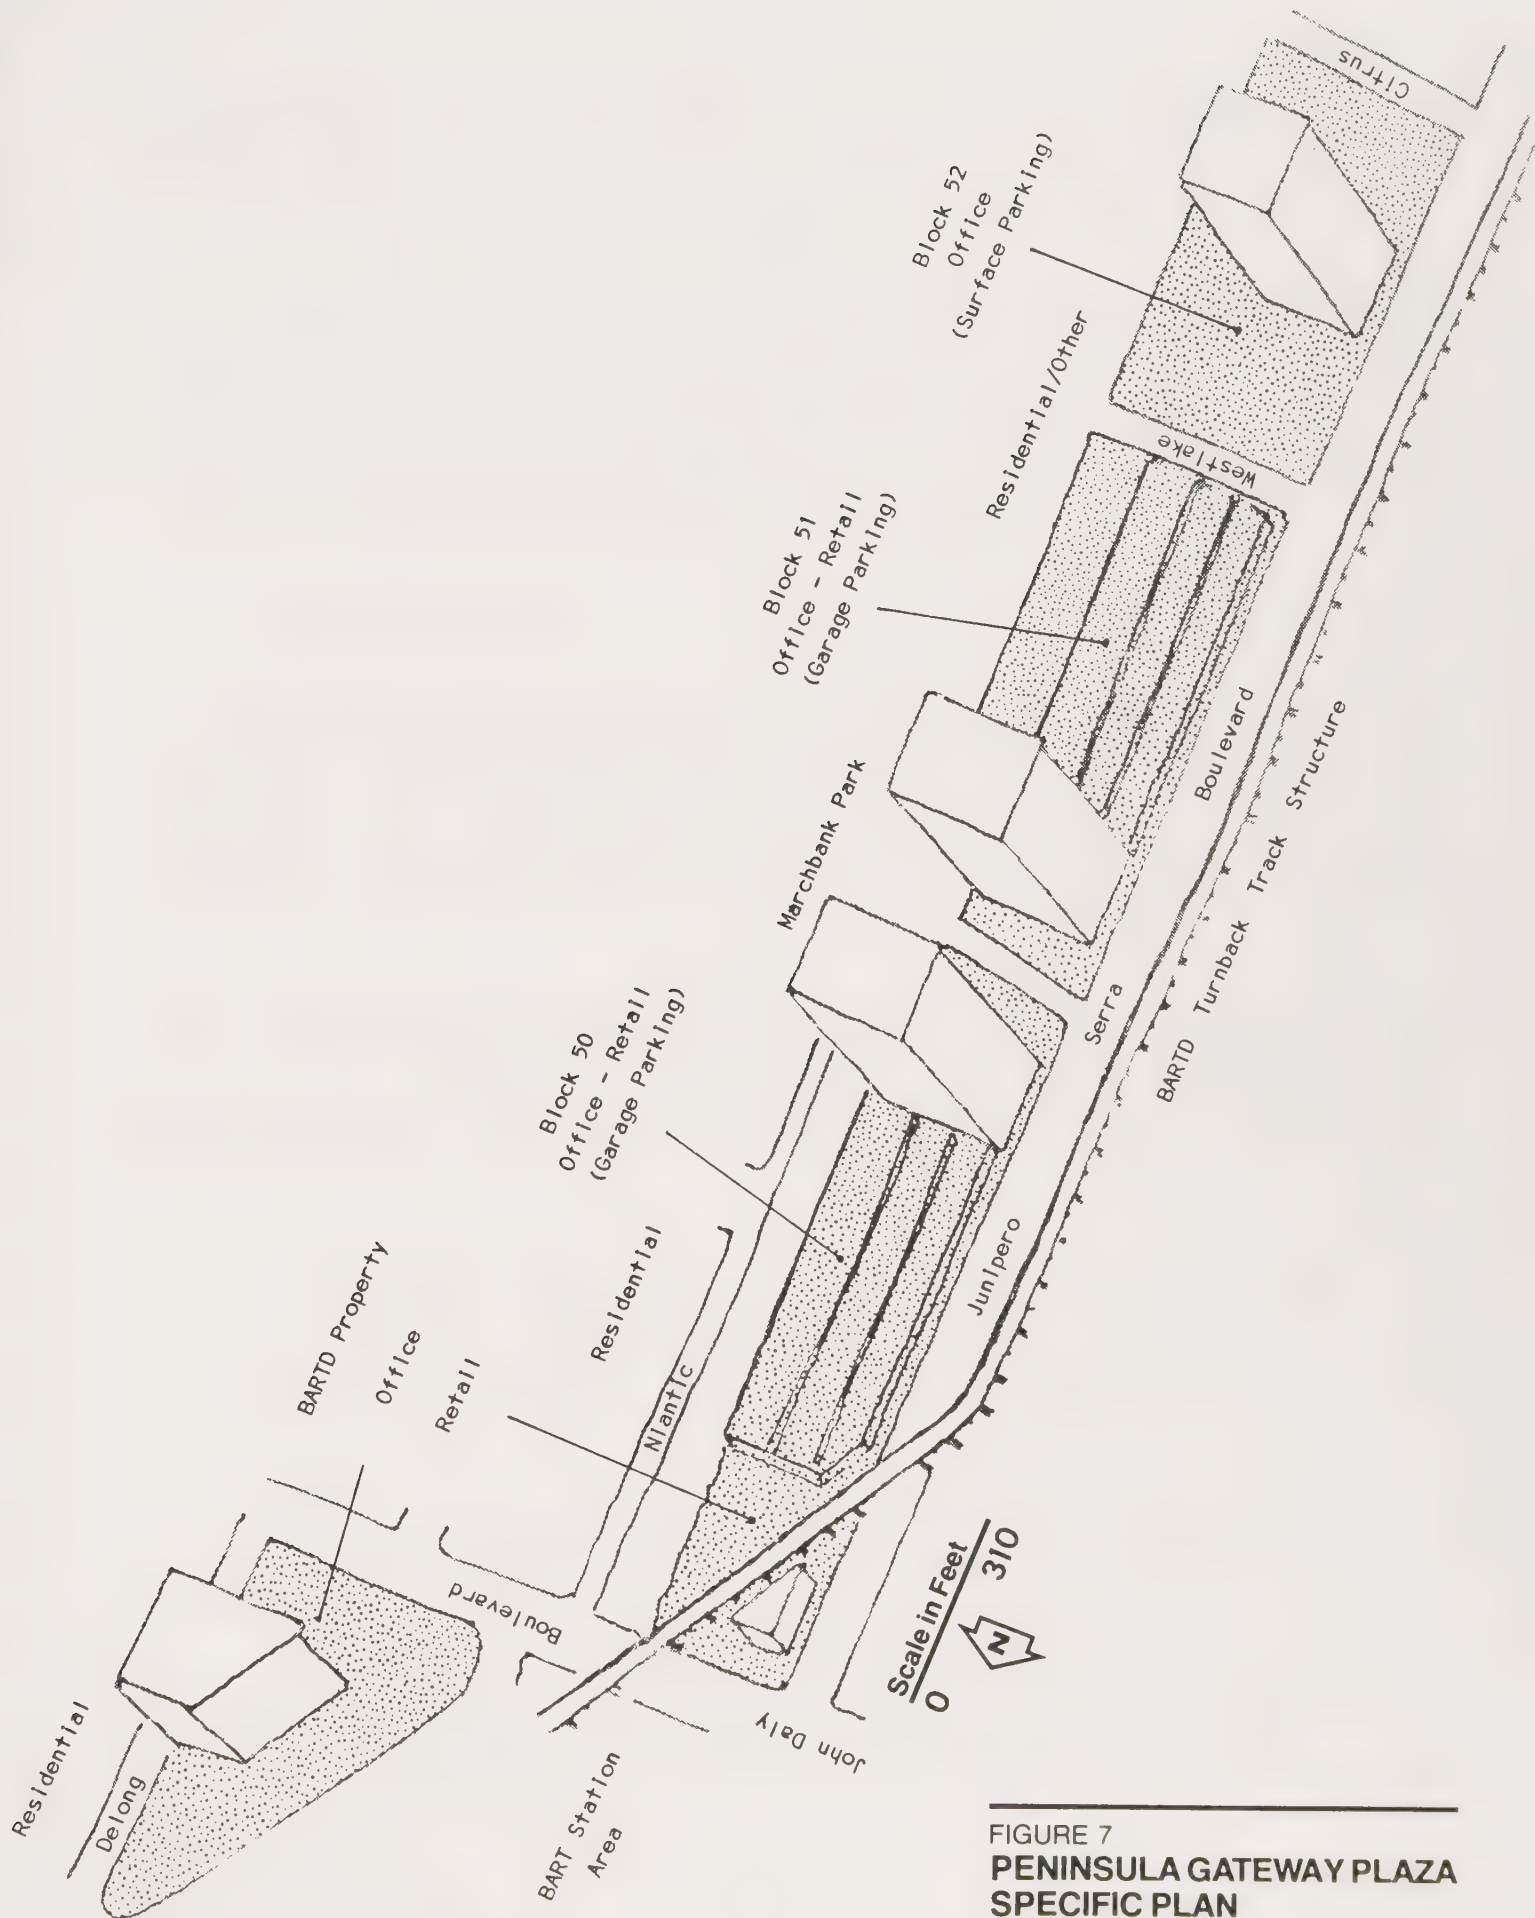 Citrus
Block 52
Office
(Surface Parking)
Residential/Other
Westlake
Block 51
Office - Retail
(Garage Parking)
Marchbank Park
Boulevard
BARTD Turnback Track Structure
Serra
Block 50
Office - Retail
(Garage Parking)
Junipero
Residential
Niantic
BARTD Property
Office
Retail
Boulevard
Residential
Delong
BART Station
Area
John Daly
Scale in Feet
0 310
N
FIGURE 7
PENINSULA GATEWAY PLAZA
SPECIFIC PLAN